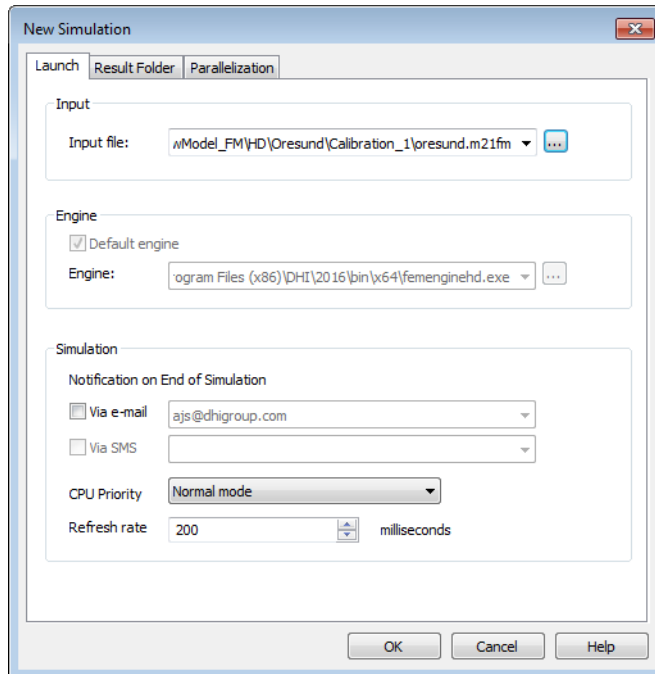 New Simulation
Launch Result Folder Parallelization
Input
Input file: wModel_FM\HD\Oresund\Calibration_1\oresund.m21fm ...
Engine
Default engine
Engine: ogram Files (x86)\DHI\2016\bin\x64\femenginehd.exe ...
Simulation
Notification on End of Simulation
Via e-mail ajs@dhigroup.com
Via SMS
CPU Priority Normal mode
Refresh rate 200 milliseconds
OK Cancel Help